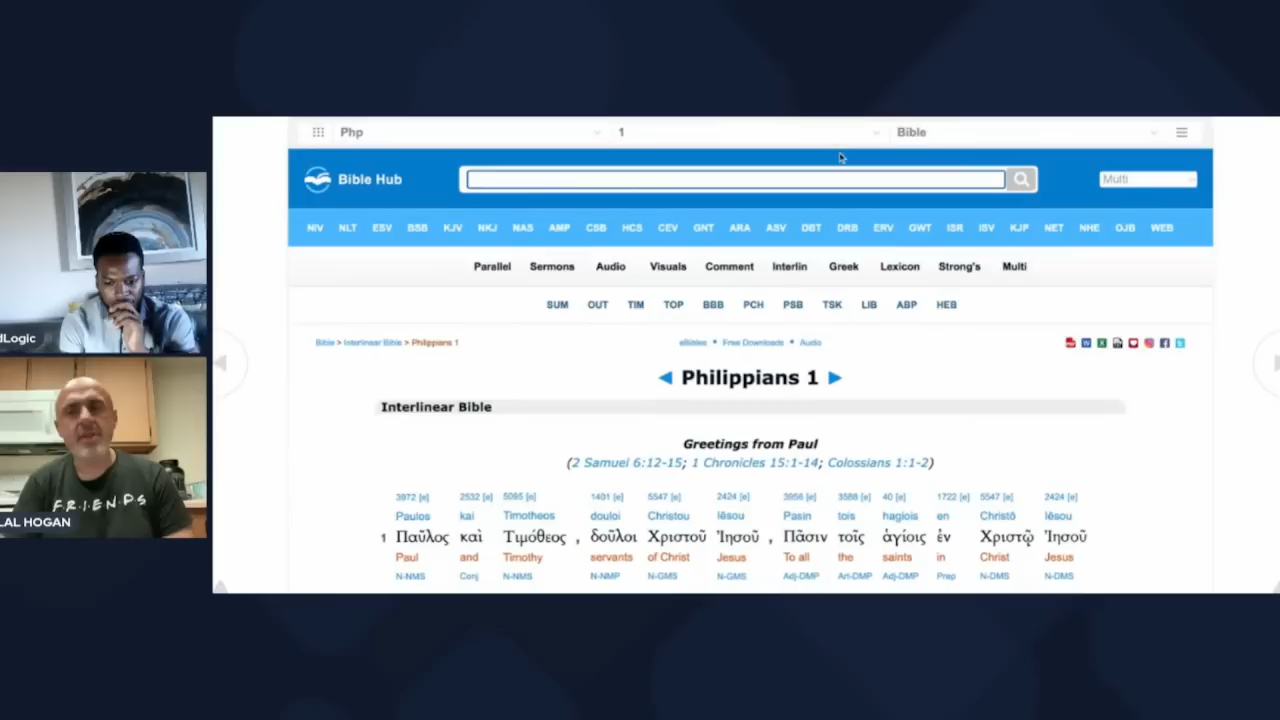 Php 1 Bible
Bible Hub Multi
NIV NLT ESV BSB KJV NKJ NAS AMP CSB HCS CEV GNT ARA ASV DBT DRB ERV GWT ISR ISV KJP NET NHE OJB WEB
Parallel Sermons Audio Visuals Comment Interlin Greek Lexicon Strong's Multi
SUM OUT TIM TOP BBB PCH PSB TSK LIB ABP HEB
Bible > Interlinear Bible > Philippians 1 eBibles • Free Downloads • Audio
◄ Philippians 1 ►
Interlinear Bible
Greetings from Paul
(2 Samuel 6:12-15; 1 Chronicles 15:1-14; Colossians 1:1-2)
3972 [e] 2532 [e] 5095 [e] 1401 [e] 5547 [e] 2424 [e] 3956 [e] 3588 [e] 40 [e] 1722 [e] 5547 [e] 2424 [e]
Paulos kai Timotheos douloi Christou Iēsou Pasin tois hagiois en Christō Iēsou
1 Παῦλος καὶ Τιμόθεος , δοῦλοι Χριστοῦ Ἰησοῦ , Πᾶσιν τοῖς ἁγίοις ἐν Χριστῷ Ἰησοῦ
Paul and Timothy servants of Christ Jesus To all the saints in Christ Jesus
N-NMS Conj N-NMS N-NMP N-GMS N-GMS Adj-DMP Art-DMP Adj-DMP Prep N-DMS N-DMS
dLogic
F.R.I.E.N.D.S
LAL HOGAN